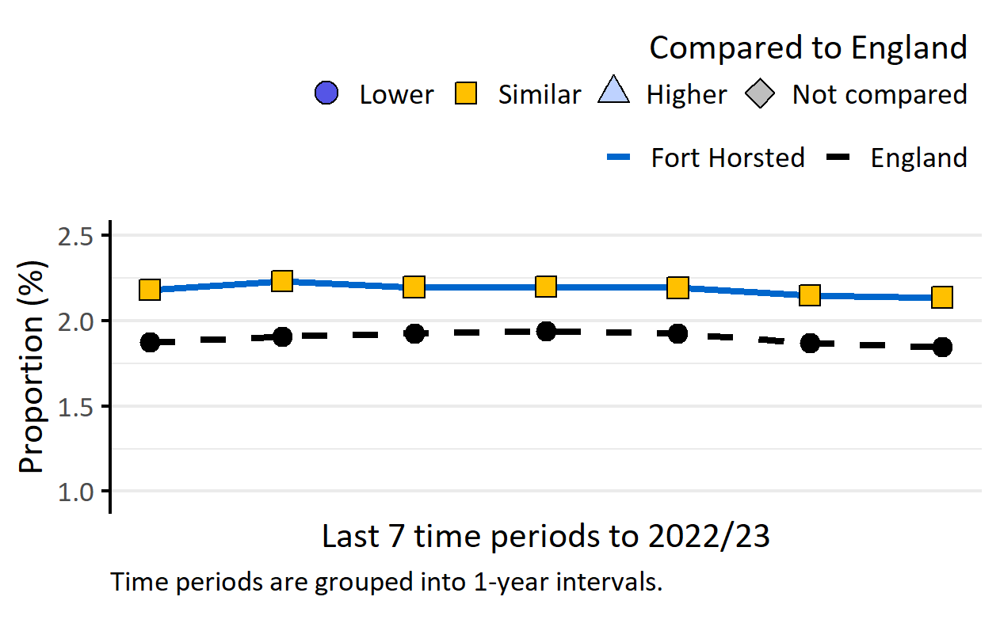 Compared to England
Lower Similar Higher Not compared
Fort Horsted England
2.5
2.0
1.5
1.0
Proportion (%)
Last 7 time periods to 2022/23
Time periods are grouped into 1-year intervals.